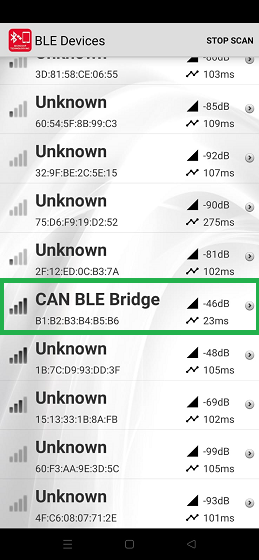 BLE Devices STOP SCAN
-80dB
3D:81:58:CE:06:55 103ms
Unknown -85dB
60:54:5F:8B:99:C3 109ms
Unknown -92dB
32:9F:BE:2C:5E:15 107ms
Unknown -90dB
75:D6:F9:19:D2:52 275ms
Unknown -81dB
2F:12:ED:0C:B3:7A 102ms
CAN BLE Bridge -46dB
B1:B2:B3:B4:B5:B6 23ms
Unknown -48dB
1B:7C:D9:93:DD:3F 105ms
Unknown -69dB
15:13:33:1B:8A:FB 102ms
Unknown -99dB
60:F3:AA:9E:3D:5C 105ms
Unknown -93dB
4F:C6:08:07:71:2E 101ms